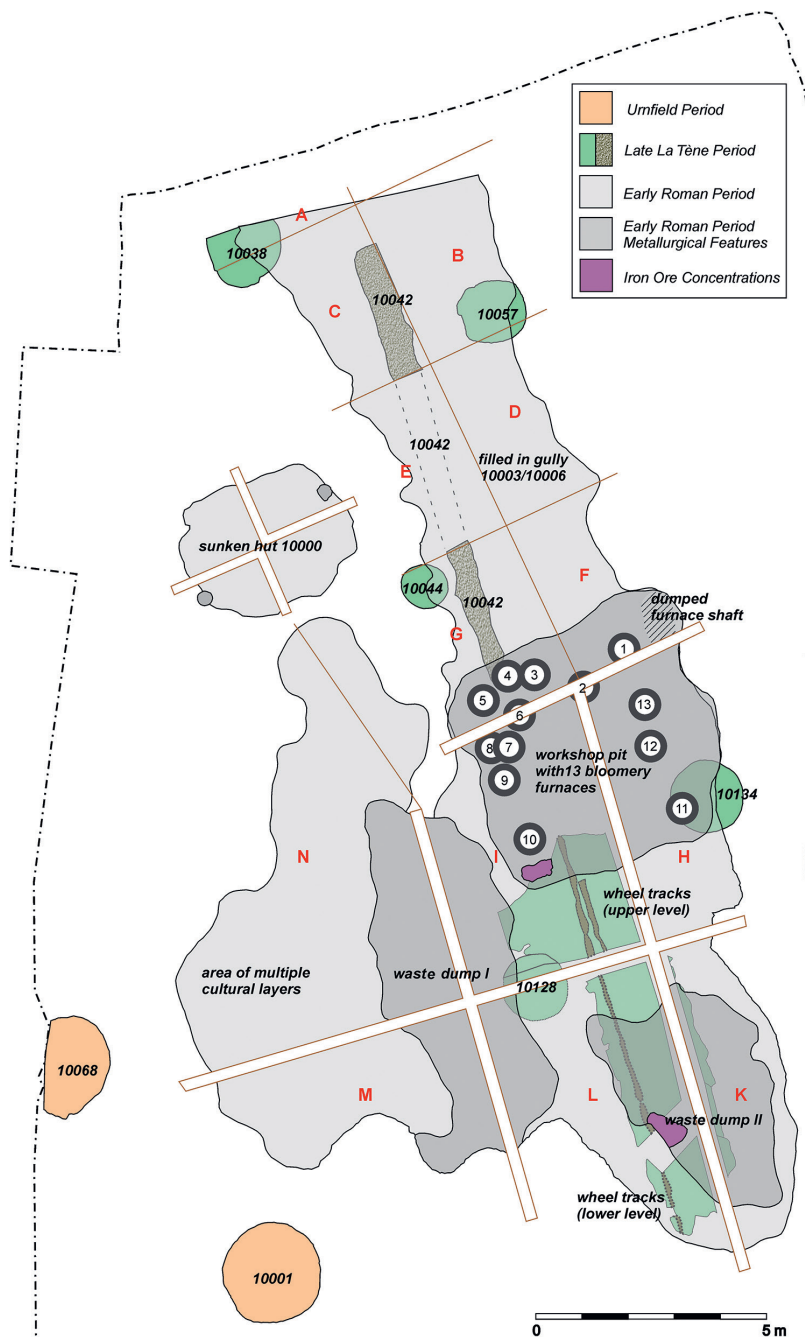 Urnfield Period
Late La Tène Period
Early Roman Period
Early Roman Period
Metallurgical Features
Iron Ore Concentrations
A
10038
B
10042
C
10057
D
10042
filled in gully
10003/10006
E
sunken hut 10000
F
10044
10042
dumped
furnace shaft
G
1
4
3
2
5
13
6
8
7
12
workshop pit
with13 bloomery
furnaces
9
10134
11
10
N
I
H
wheel tracks
(upper level)
area of multiple
cultural layers
waste dump I
10128
10068
M
L
K
waste dump II
wheel tracks
(lower level)
10001
0
5 m